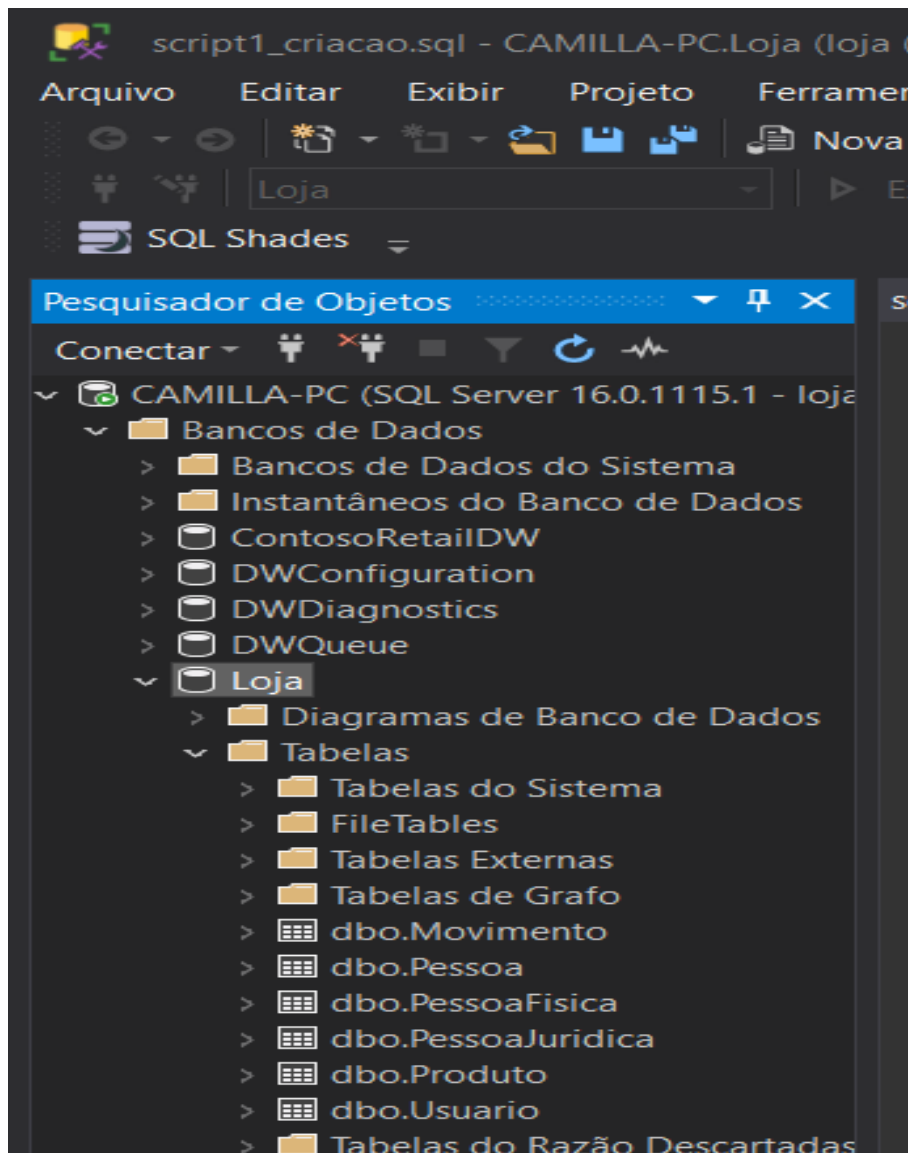 script1_criacao.sql - CAMILLA-PC.Loja (loja (
Arquivo Editar Exibir Projeto
Nova
Loja
SQL Shades
Pesquisador de Objetos
Conectar
CAMILLA-PC (SQL Server 16.0.1115.1 - loja
Bancos de Dados
Bancos de Dados do Sistema
Instantâneos do Banco de Dados
ContosoRetailDW
DWConfiguration
DWDiagnostics
DWQueue
Loja
Diagramas de Banco de Dados
Tabelas
Tabelas do Sistema
FileTables
Tabelas Externas
Tabelas de Grafo
dbo.Movimento
dbo.Pessoa
dbo.PessoaFisica
dbo.PessoaJuridica
dbo.Produto
dbo.Usuario
Tabelas do Razão Descartadas